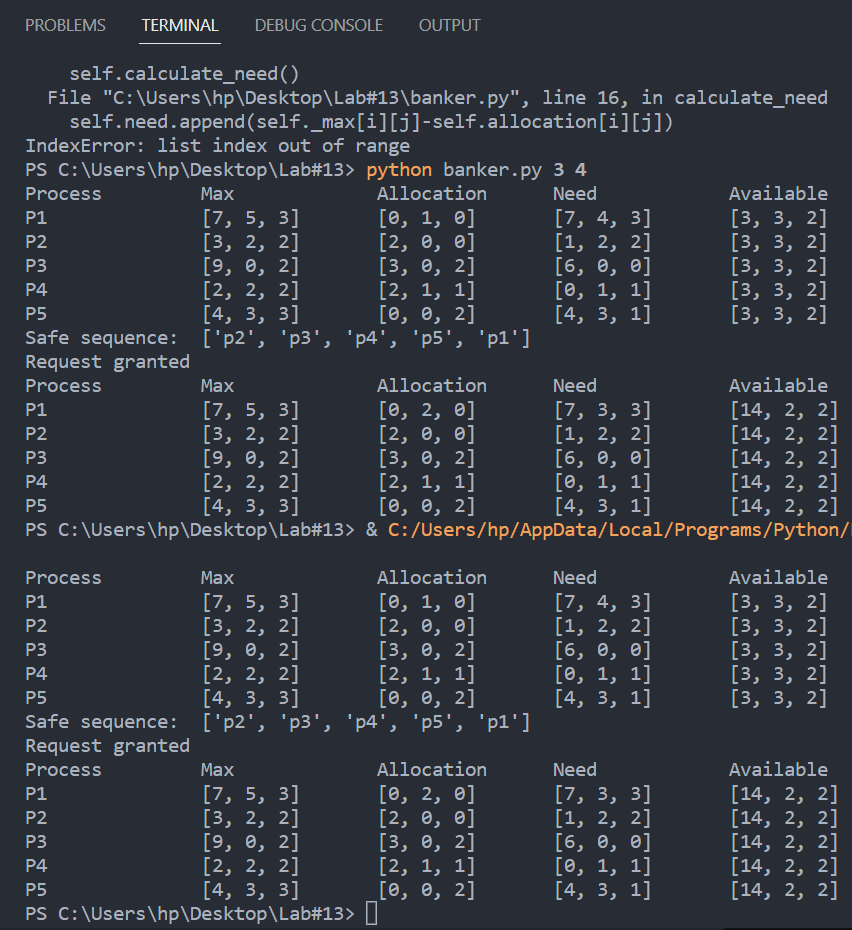 PROBLEMS TERMINAL DEBUG CONSOLE OUTPUT
self.calculate_need()
File "C:\Users\hp\Desktop\Lab#13\banker.py", line 16, in calculate_need
self.need.append(self._max[i][j]-self.allocation[i][j])
IndexError: list index out of range
PS C:\Users\hp\Desktop\Lab#13> python banker.py 3 4
Process Max Allocation Need Available
P1 [7, 5, 3] [0, 1, 0] [7, 4, 3] [3, 3, 2]
P2 [3, 2, 2] [2, 0, 0] [1, 2, 2] [3, 3, 2]
P3 [9, 0, 2] [3, 0, 2] [6, 0, 0] [3, 3, 2]
P4 [2, 2, 2] [2, 1, 1] [0, 1, 1] [3, 3, 2]
P5 [4, 3, 3] [0, 0, 2] [4, 3, 1] [3, 3, 2]
Safe sequence: ['p2', 'p3', 'p4', 'p5', 'p1']
Request granted
Process Max Allocation Need Available
P1 [7, 5, 3] [0, 2, 0] [7, 3, 3] [14, 2, 2]
P2 [3, 2, 2] [2, 0, 0] [1, 2, 2] [14, 2, 2]
P3 [9, 0, 2] [3, 0, 2] [6, 0, 0] [14, 2, 2]
P4 [2, 2, 2] [2, 1, 1] [0, 1, 1] [14, 2, 2]
P5 [4, 3, 3] [0, 0, 2] [4, 3, 1] [14, 2, 2]
PS C:\Users\hp\Desktop\Lab#13> & C:/Users/hp/AppData/Local/Programs/Python/
Process Max Allocation Need Available
P1 [7, 5, 3] [0, 1, 0] [7, 4, 3] [3, 3, 2]
P2 [3, 2, 2] [2, 0, 0] [1, 2, 2] [3, 3, 2]
P3 [9, 0, 2] [3, 0, 2] [6, 0, 0] [3, 3, 2]
P4 [2, 2, 2] [2, 1, 1] [0, 1, 1] [3, 3, 2]
P5 [4, 3, 3] [0, 0, 2] [4, 3, 1] [3, 3, 2]
Safe sequence: ['p2', 'p3', 'p4', 'p5', 'p1']
Request granted
Process Max Allocation Need Available
P1 [7, 5, 3] [0, 2, 0] [7, 3, 3] [14, 2, 2]
P2 [3, 2, 2] [2, 0, 0] [1, 2, 2] [14, 2, 2]
P3 [9, 0, 2] [3, 0, 2] [6, 0, 0] [14, 2, 2]
P4 [2, 2, 2] [2, 1, 1] [0, 1, 1] [14, 2, 2]
P5 [4, 3, 3] [0, 0, 2] [4, 3, 1] [14, 2, 2]
PS C:\Users\hp\Desktop\Lab#13>